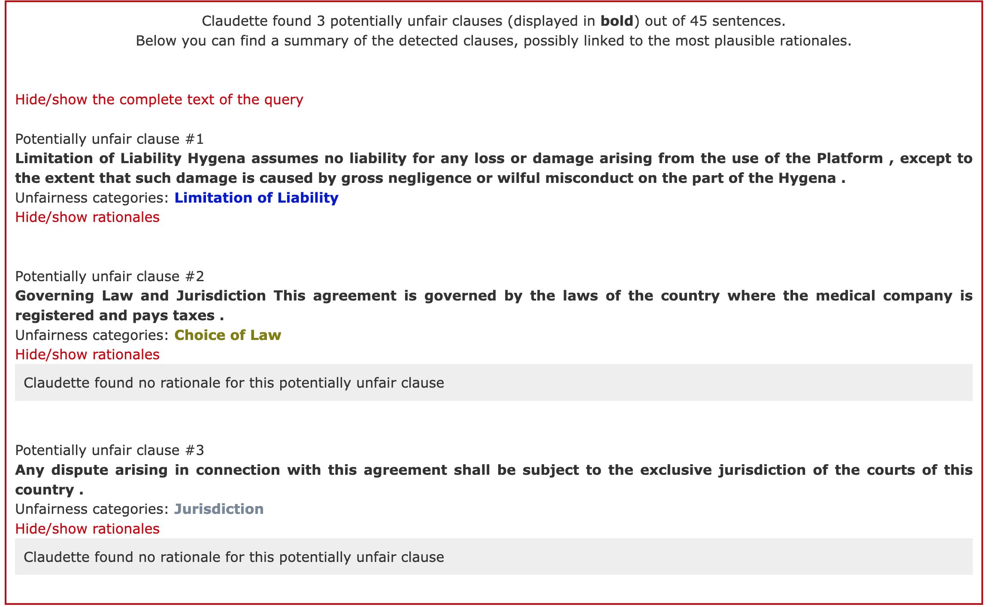 Claudette found 3 potentially unfair clauses (displayed in bold) out of 45 sentences.
Below you can find a summary of the detected clauses, possibly linked to the most plausible rationales.
Hide/show the complete text of the query
Potentially unfair clause #1
Limitation of Liability Hygena assumes no liability for any loss or damage arising from the use of the Platform , except to
the extent that such damage is caused by gross negligence or wilful misconduct on the part of the Hygena .
Unfairness categories: Limitation of Liability
Hide/show rationales
Potentially unfair clause #2
Governing Law and Jurisdiction This agreement is governed by the laws of the country where the medical company is
registered and pays taxes .
Unfairness categories: Choice of Law
Hide/show rationales
Claudette found no rationale for this potentially unfair clause
Potentially unfair clause #3
Any dispute arising in connection with this agreement shall be subject to the exclusive jurisdiction of the courts of this
country .
Unfairness categories: Jurisdiction
Hide/show rationales
Claudette found no rationale for this potentially unfair clause